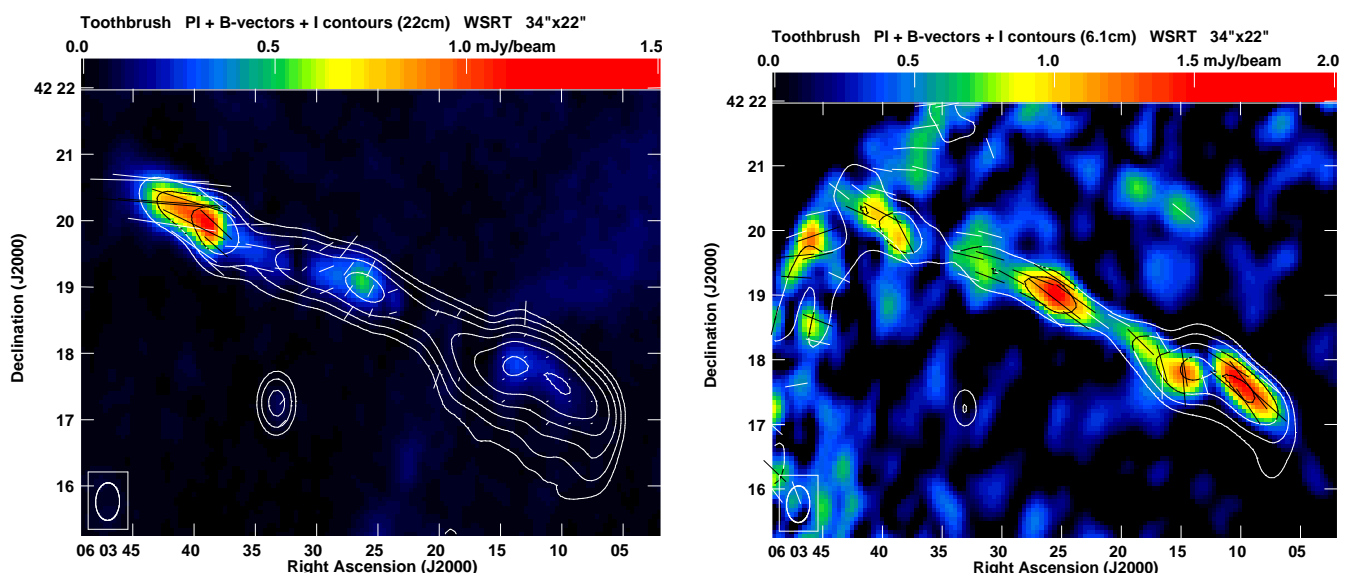 Toothbrush PI + B-vectors + I contours (22cm) WSRT 34"x22"
0.0 0.5 1.0 mJy/beam 1.5
42 22
21
20
19
18
17
16
Declination (J2000)
06 03 45 40 35 30 25 20 15 10 05
Right Ascension (J2000)
Toothbrush PI + B-vectors + I contours (6.1cm) WSRT 34"x22"
0.0 0.5 1.0 1.5 mJy/beam 2.0
42 22
21
20
19
18
17
16
Declination (J2000)
06 03 45 40 35 30 25 20 15 10 05
Right Ascension (J2000)